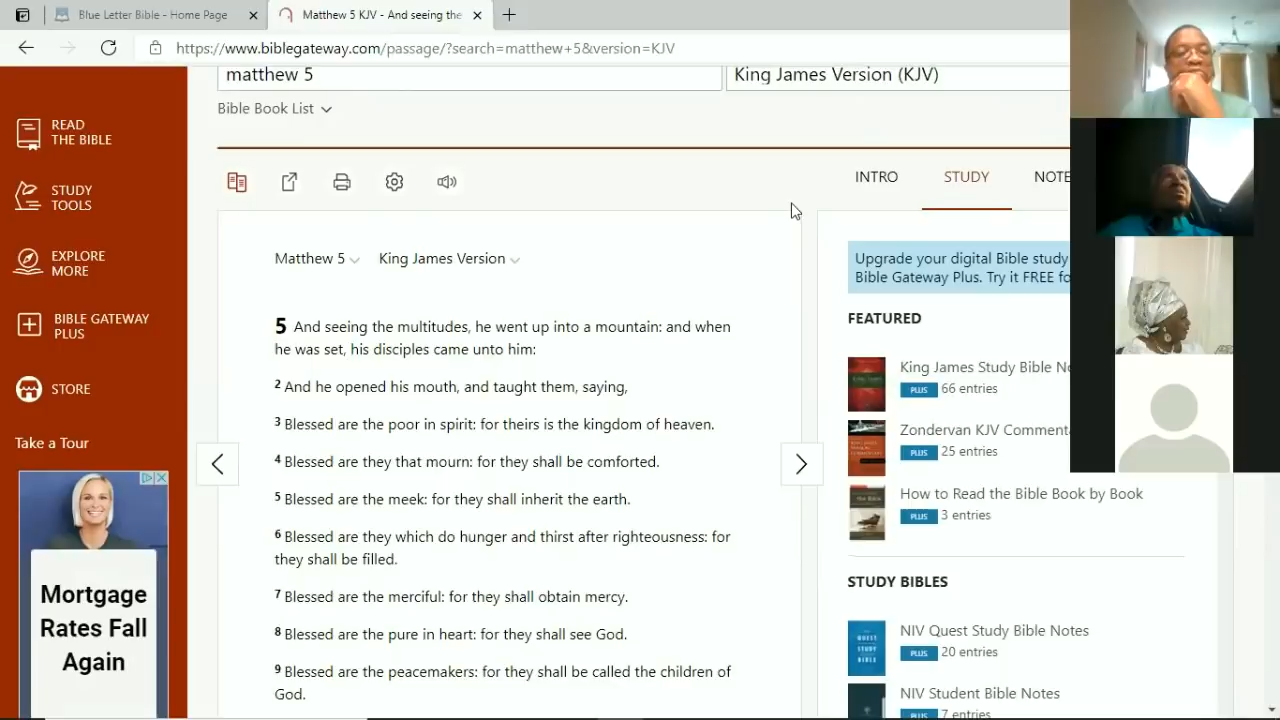 Blue Letter Bible - Home Page
Matthew 5 KJV - And seeing the
https://www.biblegateway.com/passage/?search=matthew+5&version=KJV
matthew 5
King James Version (KJV)
Bible Book List
READ
THE BIBLE
STUDY
TOOLS
EXPLORE
MORE
BIBLE GATEWAY
PLUS
STORE
Take a Tour
Mortgage
Rates Fall
Again
INTRO
STUDY
NOTE
Matthew 5
King James Version
5 And seeing the multitudes, he went up into a mountain: and when
he was set, his disciples came unto him:
2 And he opened his mouth, and taught them, saying,
3 Blessed are the poor in spirit: for theirs is the kingdom of heaven.
4 Blessed are they that mourn: for they shall be comforted.
5 Blessed are the meek: for they shall inherit the earth.
6 Blessed are they which do hunger and thirst after righteousness: for
they shall be filled.
7 Blessed are the merciful: for they shall obtain mercy.
8 Blessed are the pure in heart: for they shall see God.
9 Blessed are the peacemakers: for they shall be called the children of
God.
Upgrade your digital Bible study
Bible Gateway Plus. Try it FREE fo
FEATURED
King James Study Bible No
PLUS 66 entries
Zondervan KJV Commenta
PLUS 25 entries
How to Read the Bible Book by Book
PLUS 3 entries
STUDY BIBLES
NIV Quest Study Bible Notes
PLUS 20 entries
NIV Student Bible Notes
PLUS 7 entries